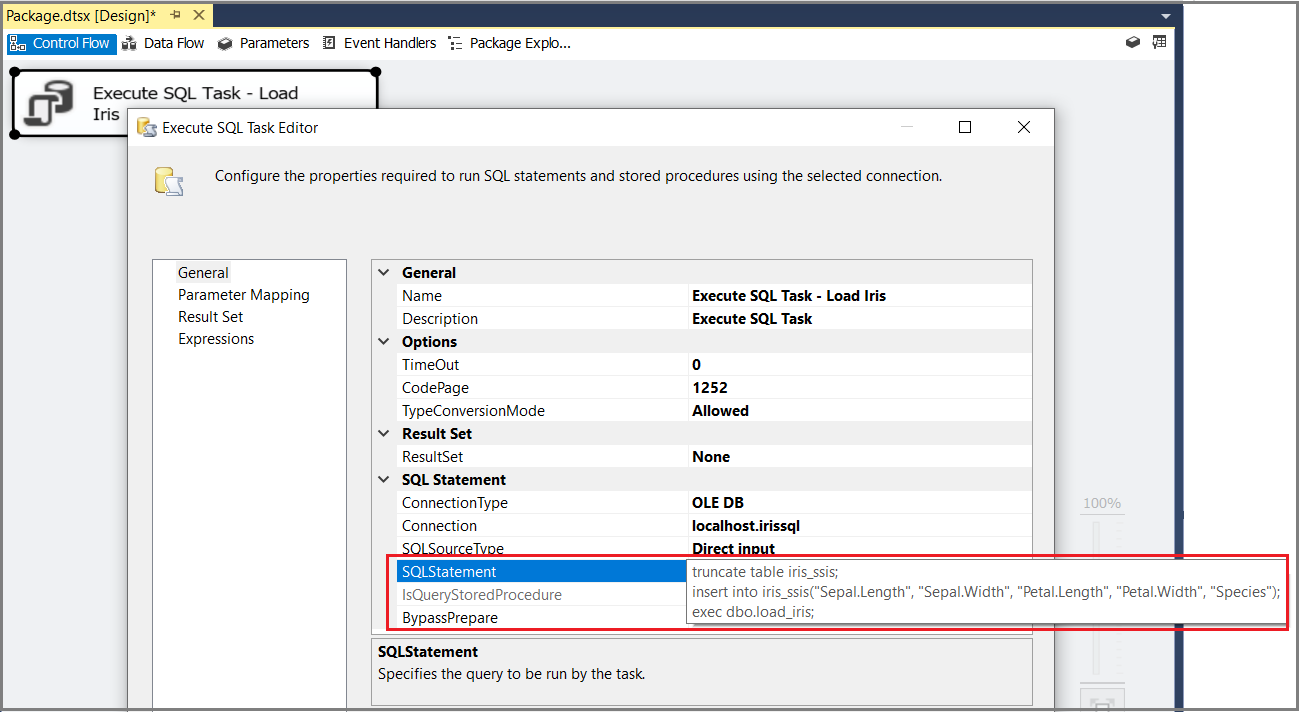 Package.dtsx [Design]*
Control Flow Data Flow Parameters Event Handlers Package Explo...
Execute SQL Task - Load
Iris
Execute SQL Task Editor
Configure the properties required to run SQL statements and stored procedures using the selected connection.
General
Parameter Mapping
Result Set
Expressions
General
Name Execute SQL Task - Load Iris
Description Execute SQL Task
Options
TimeOut 0
CodePage 1252
TypeConversionMode Allowed
Result Set
ResultSet None
SQL Statement
ConnectionType OLE DB
Connection localhost.irissql
SQLSourceType Direct input
SQLStatement truncate table iris_ssis;
insert into iris_ssis("Sepal.Length", "Sepal.Width", "Petal.Length", "Petal.Width", "Species");
IsQueryStoredProcedure
exec dbo.load_iris;
BypassPrepare
SQLStatement
Specifies the query to be run by the task.
100%